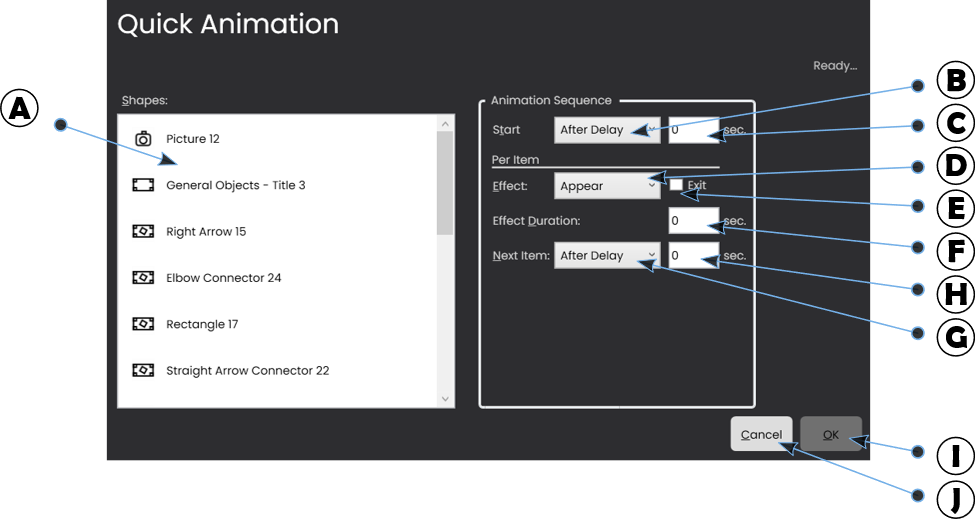 Quick Animation
Ready...
Shapes:
Picture 12
General Objects - Title 3
Right Arrow 15
Elbow Connector 24
Rectangle 17
Straight Arrow Connector 22
Animation Sequence
Start After Delay 0 sec.
Per Item
Effect: Appear Exit
Effect Duration: 0 sec.
Next Item: After Delay 0 sec.
Cancel OK
A
B
C
D
E
F
H
G
I
J